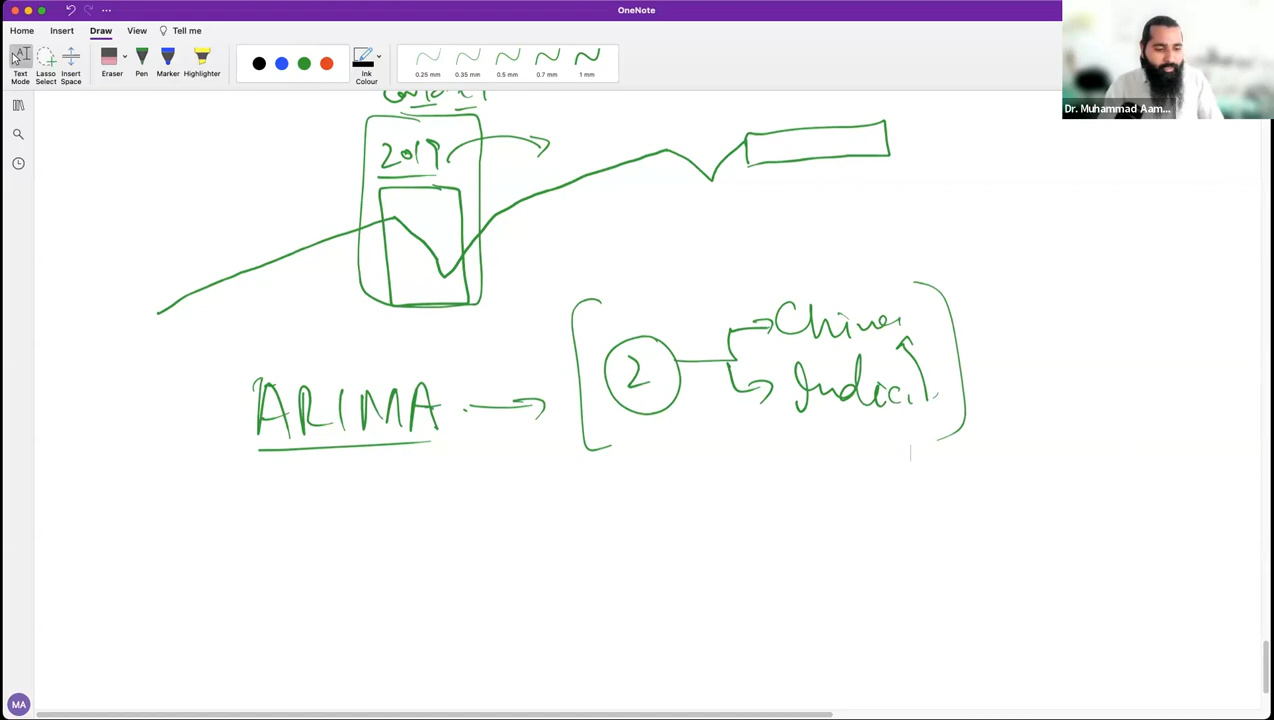 OneNote
Home Insert Draw View Tell me
Text Mode
Lasso Select
Insert Space
Eraser
Pen
Marker
Highlighter
Ink Colour
0.25 mm
0.35 mm
0.5 mm
0.7 mm
1 mm
Dr. Muhammad Aam...
2019
2
China
India
ARIMA
MA